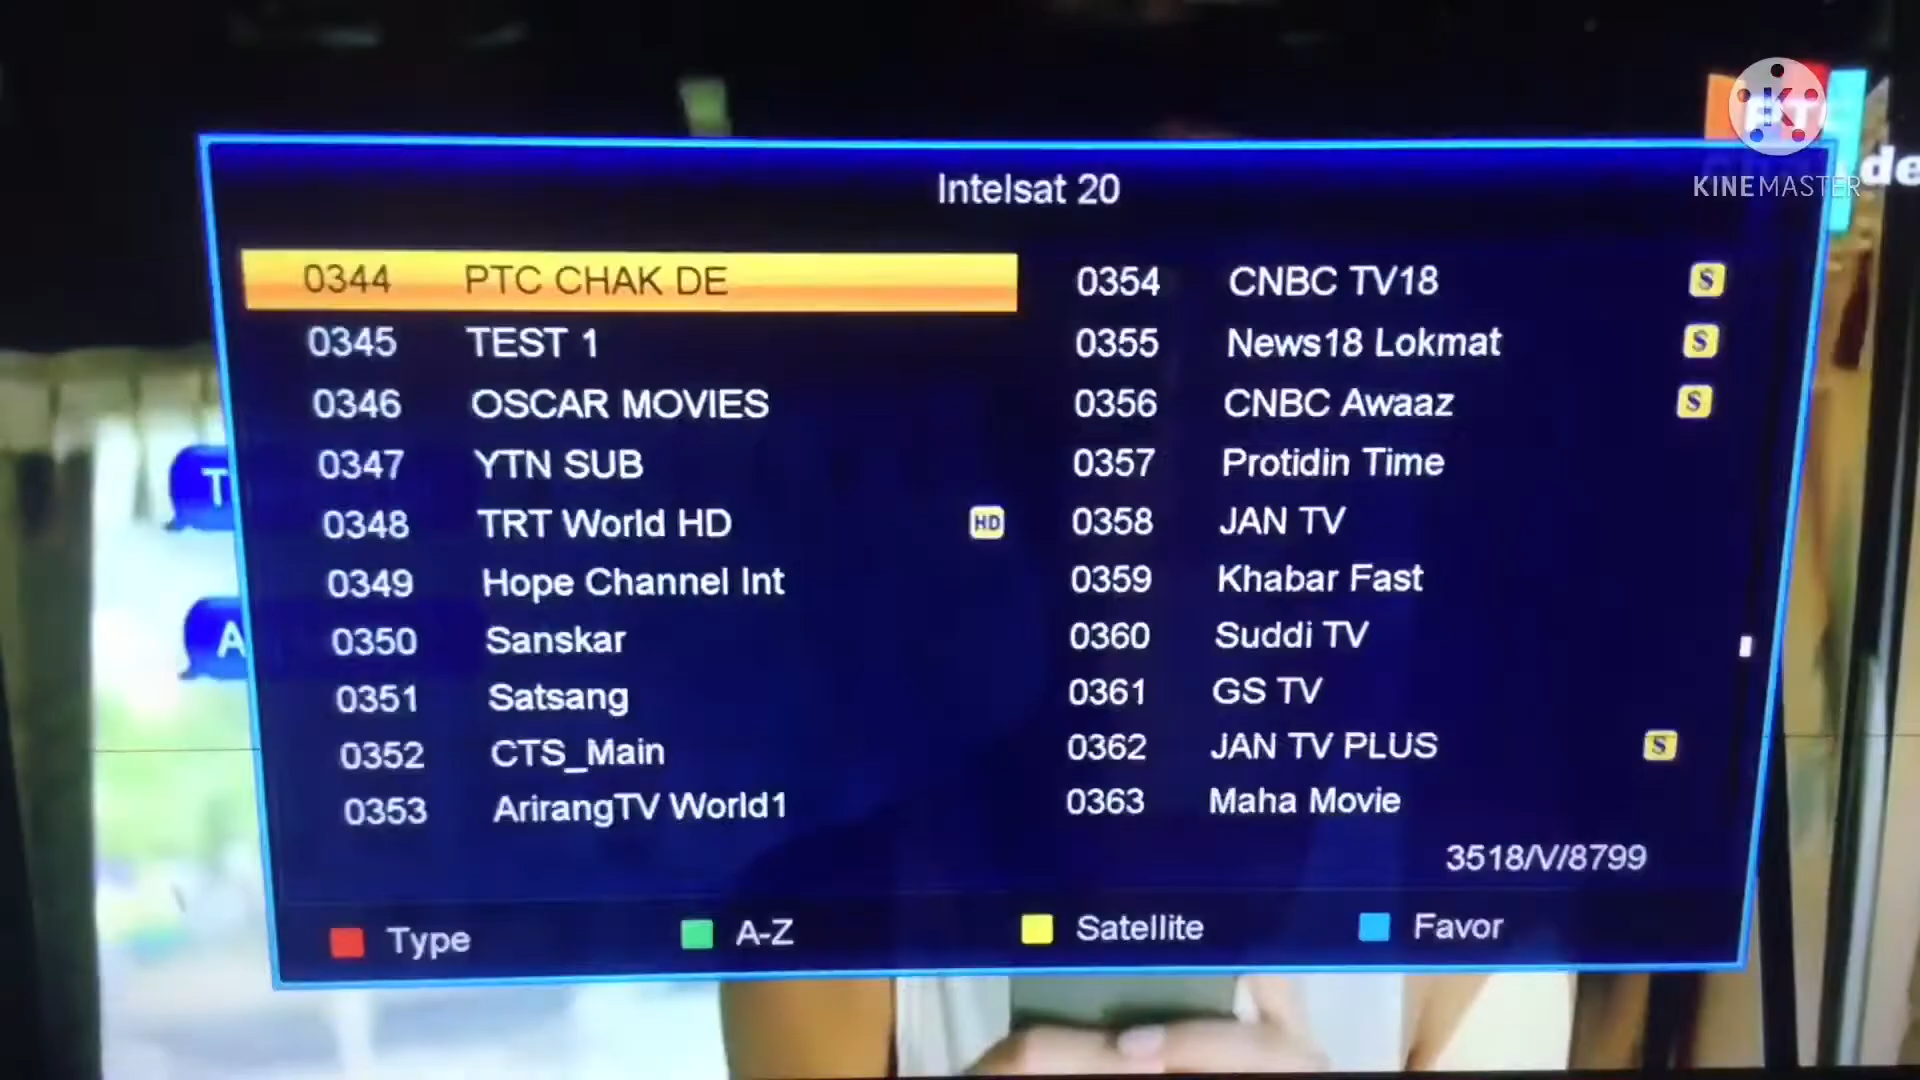 Intelsat 20
0344 PTC CHAK DE
0345 TEST 1
0346 OSCAR MOVIES
0347 YTN SUB
0348 TRT World HD HD
0349 Hope Channel Int
0350 Sanskar
0351 Satsang
0352 CTS_Main
0353 ArirangTV World1
0354 CNBC TV18 S
0355 News18 Lokmat S
0356 CNBC Awaaz S
0357 Protidin Time
0358 JAN TV
0359 Khabar Fast
0360 Suddi TV
0361 GS TV
0362 JAN TV PLUS S
0363 Maha Movie
3518/V/8799
Type A-Z Satellite Favor
KINEMASTER